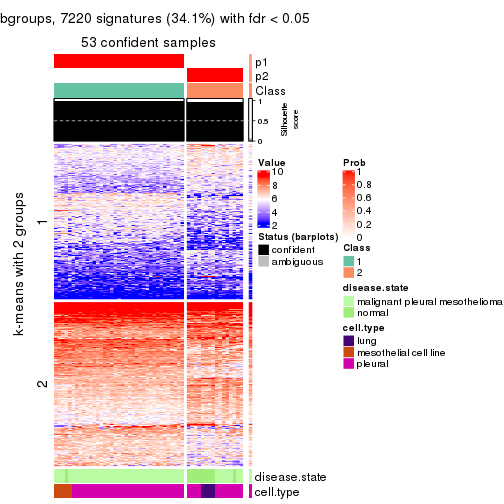 bgroups, 7220 signatures (34.1%) with fdr < 0.05
53 confident samples
p1
p2
Class
1
0.5
0
Silhouette
score
k-means with 2 groups
1
2
Value
10
8
6
4
2
Status (barplots)
confident
ambiguous
Prob
1
0.8
0.6
0.4
0.2
0
Class
1
2
disease.state
malignant pleural mesothelioma
normal
cell.type
lung
mesothelial cell line
pleural
disease.state
cell.type